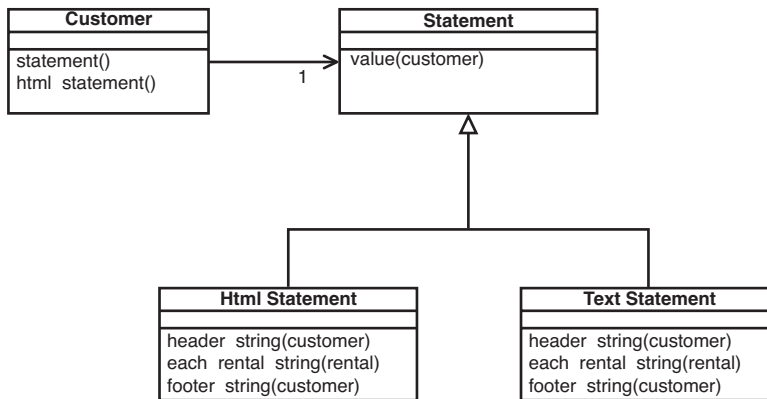 Customer
statement()
html statement()
1
Statement
value(customer)
Html Statement
header string(customer)
each rental string(rental)
footer string(customer)
Text Statement
header string(customer)
each rental string(rental)
footer string(customer)